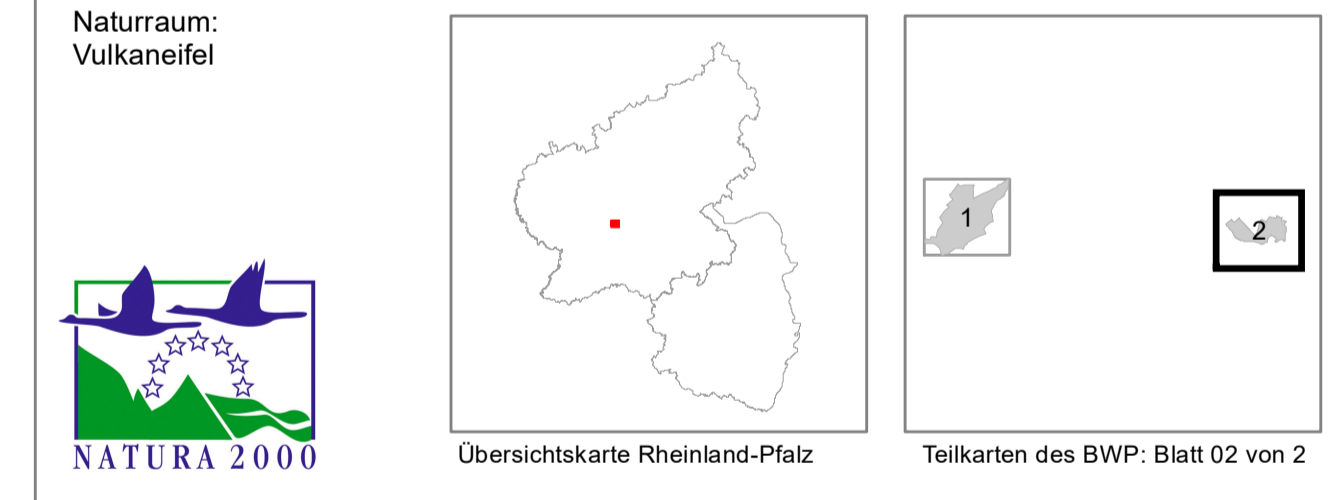 Naturraum:
Vulkaneifel
1
2
NATURA 2000
Übersichtskarte Rheinland-Pfalz
Teilkarten des BWP: Blatt 02 von 2